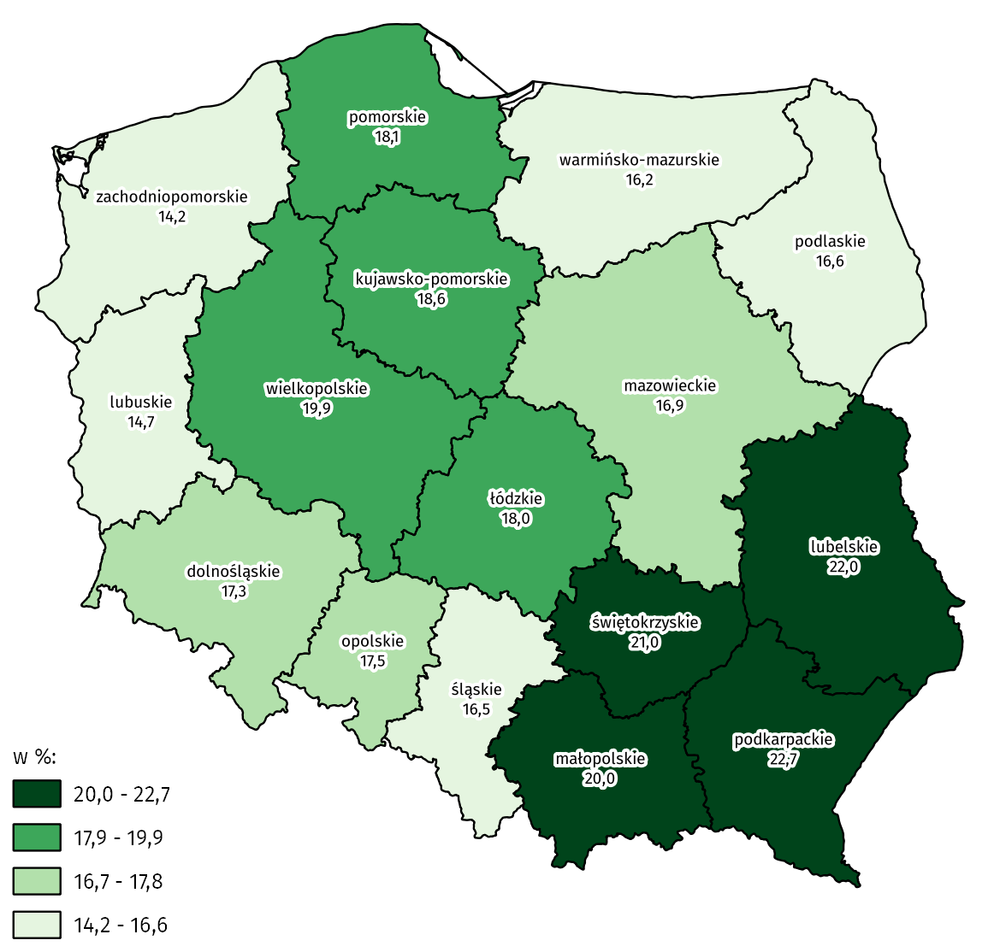 pomorskie
18,1
warmińsko-mazurskie
16,2
zachodniopomorskie
14,2
podlaskie
16,6
kujawsko-pomorskie
18,6
mazowieckie
16,9
wielkopolskie
19,9
lubuskie
14,7
łódzkie
18,0
lubelskie
22,0
dolnośląskie
17,3
świętokrzyskie
21,0
opolskie
17,5
śląskie
16,5
podkarpackie
22,7
małopolskie
20,0
w %:
20,0 - 22,7
17,9 - 19,9
16,7 - 17,8
14,2 - 16,6